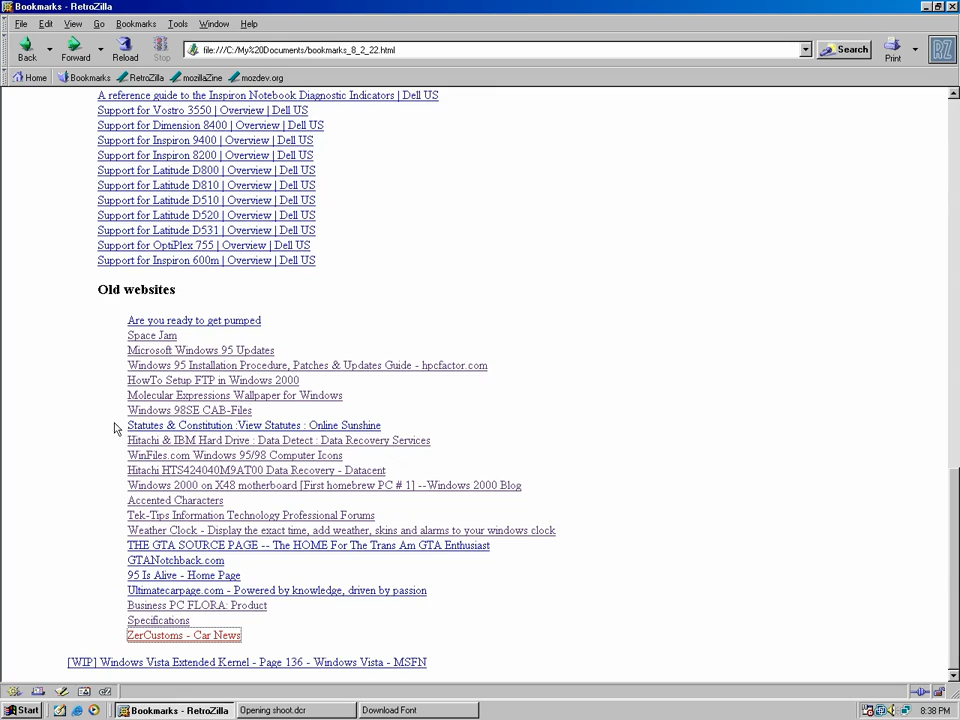 Bookmarks - RetroZilla
File Edit View Go Bookmarks Tools Window Help
Back Forward Reload Stop file:///C:/My%20Documents/bookmarks_8_2_22.html Search Print RZ
Home Bookmarks RetroZilla mozillaZine mozdev.org
A reference guide to the Inspiron Notebook Diagnostic Indicators | Dell US
Support for Vostro 3550 | Overview | Dell US
Support for Dimension 8400 | Overview | Dell US
Support for Inspiron 9400 | Overview | Dell US
Support for Inspiron 8200 | Overview | Dell US
Support for Latitude D800 | Overview | Dell US
Support for Latitude D810 | Overview | Dell US
Support for Latitude D510 | Overview | Dell US
Support for Latitude D520 | Overview | Dell US
Support for Latitude D531 | Overview | Dell US
Support for OptiPlex 755 | Overview | Dell US
Support for Inspiron 600m | Overview | Dell US
Old websites
Are you ready to get pumped
Space Jam
Microsoft Windows 95 Updates
Windows 95 Installation Procedure, Patches & Updates Guide - hpcfactor.com
HowTo Setup FTP in Windows 2000
Molecular Expressions Wallpaper for Windows
Windows 98SE CAB-Files
Statutes & Constitution :View Statutes : Online Sunshine
Hitachi & IBM Hard Drive : Data Detect : Data Recovery Services
WinFiles.com Windows 95/98 Computer Icons
Hitachi HTS424040M9AT00 Data Recovery - Datacent
Windows 2000 on X48 motherboard [First homebrew PC # 1] --Windows 2000 Blog
Accented Characters
Tek-Tips Information Technology Professional Forums
Weather Clock - Display the exact time, add weather, skins and alarms to your windows clock
THE GTA SOURCE PAGE -- The HOME For The Trans Am GTA Enthusiast
GTANotchback.com
95 Is Alive - Home Page
Ultimatecarpage.com - Powered by knowledge, driven by passion
Business PC FLORA: Product
Specifications
ZerCustoms - Car News
[WIP] Windows Vista Extended Kernel - Page 136 - Windows Vista - MSFN
Start Bookmarks - RetroZilla Opening shoot.dcr Download Font 8:38 PM